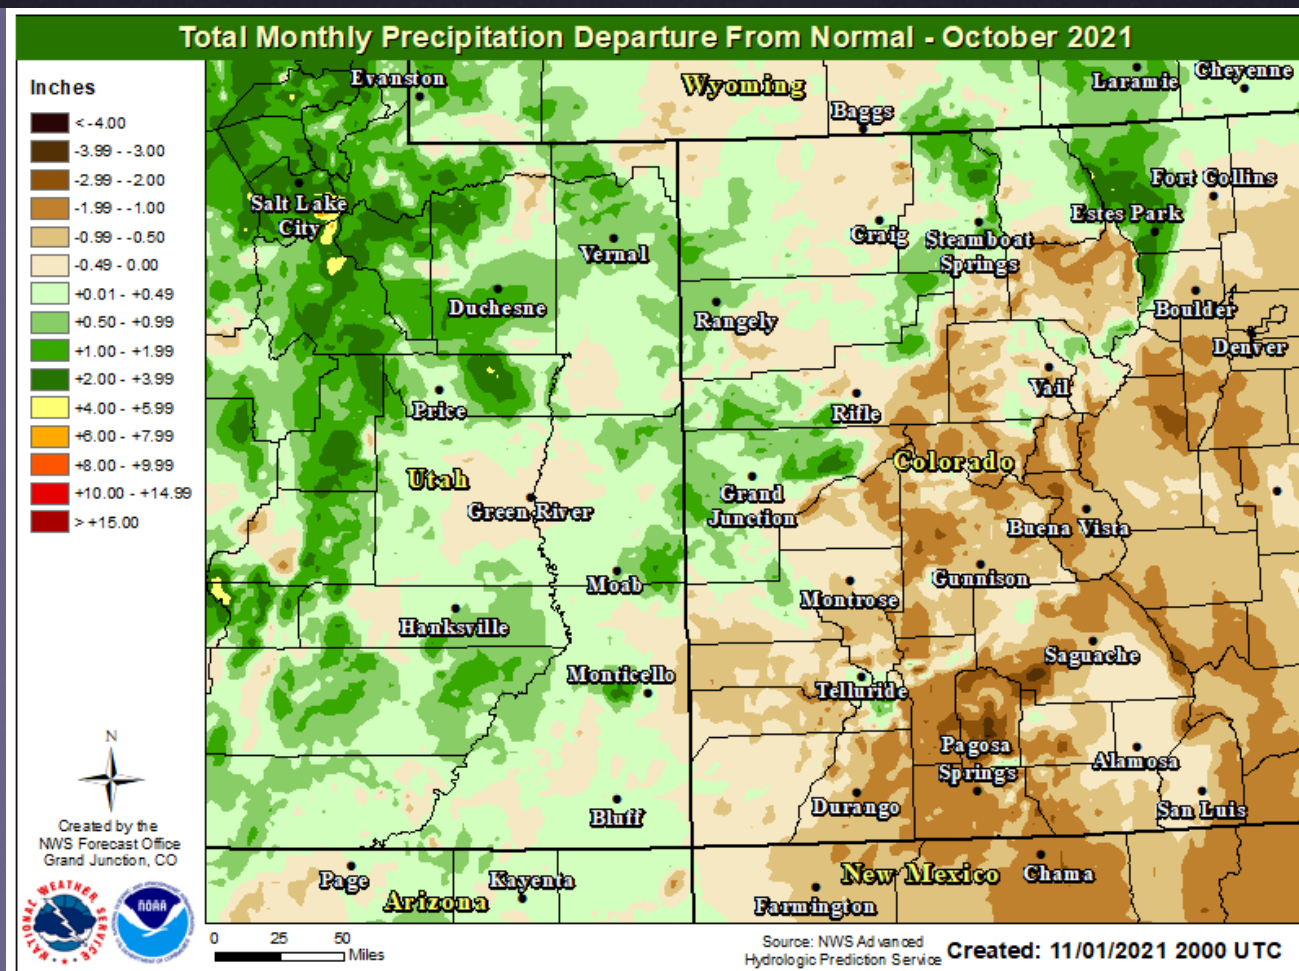 Total Monthly Precipitation Departure From Normal - October 2021
Inches
< -4.00
-3.99 - -3.00
-2.99 - -2.00
-1.99 - -1.00
-0.99 - -0.50
-0.49 - 0.00
+0.01 - +0.49
+0.50 - +0.99
+1.00 - +1.99
+2.00 - +3.99
+4.00 - +5.99
+6.00 - +7.99
+8.00 - +9.99
+10.00 - +14.99
> +15.00
Evanston
Wyoming
Baggs
Laramie
Cheyenne
Salt Lake
City
Vernal
Craig
Steamboat
Springs
Fort Collins
Estes Park
Duchesne
Rangely
Boulder
Denver
Price
Rifle
Vail
Utah
Colorado
Green River
Grand
Junction
Buena Vista
Moab
Montrose
Gunnison
Hanksville
Monticello
Telluride
Saguache
Pagosa
Springs
Alamosa
Bluff
Durango
San Luis
Page
Arizona
Kayenta
New Mexico
Chama
Farmington
N
Created by the
NWS Forecast Office
Grand Junction, CO
NATIONAL WEATHER SERVICE
NOAA
0 25 50
Miles
Source: NWS Advanced
Hydrologic Prediction Service
Created: 11/01/2021 2000 UTC